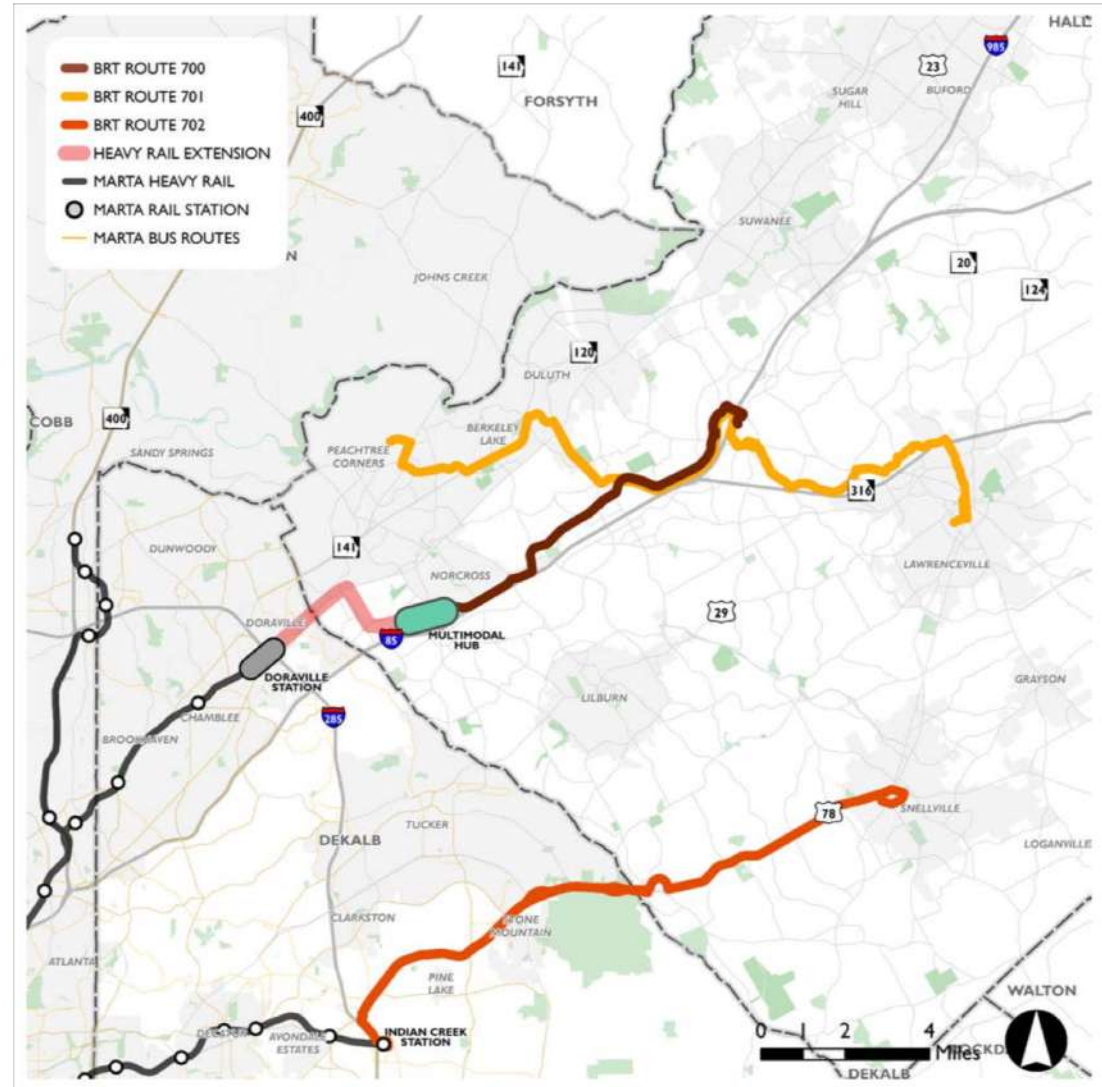 HALL
985
141
23
BUFORD
SUGAR
HILL
BRT ROUTE 700
BRT ROUTE 701
BRT ROUTE 702
HEAVY RAIL EXTENSION
MARTA HEAVY RAIL
MARTA RAIL STATION
MARTA BUS ROUTES
400
FORSYTH
N
SUWANEE
20
124
JOHNS CREEK
120
DULUTH
COBB
400
BERKELEY
LAKE
PEACHTREE
CORNERS
SANDY SPRINGS
316
141
DUNWOODY
NORCROSS
LAWRENCEVILLE
DORAVILLE
85
MULTIMODAL
HUB
29
DORAVILLE
STATION
GRAYSON
LILBURN
CHAMBLEE
285
BROOKHAVEN
SNELLVILLE
78
TUCKER
DEKALB
LOGANVILLE
CLARKSTON
STONE
MOUNTAIN
ATLANTA
PINE
LAKE
WALTON
INDIAN CREEK
STATION
AVONDALE
ESTATES
0 1 2 4
Miles
DEKALB